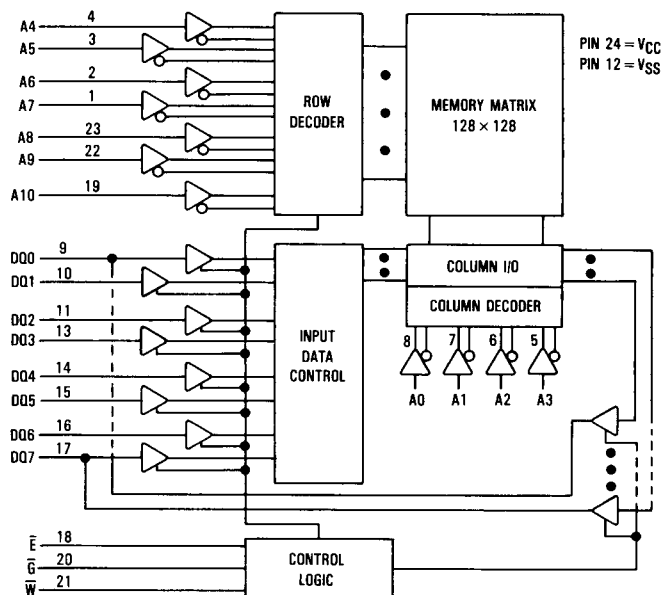 A4 4
A5 3
A6 2
A7 1
A8 23
A9 22
A10 19
ROW DECODER
MEMORY MATRIX
128 × 128
PIN 24 = VCC
PIN 12 = VSS
DQ0 9
DQ1 10
DQ2 11
DQ3 13
DQ4 14
DQ5 15
DQ6 16
DQ7 17
INPUT
DATA
CONTROL
COLUMN I/O
COLUMN DECODER
8 7 6 5
A0 A1 A2 A3
E̅ 18
G̅ 20
W̅ 21
CONTROL
LOGIC